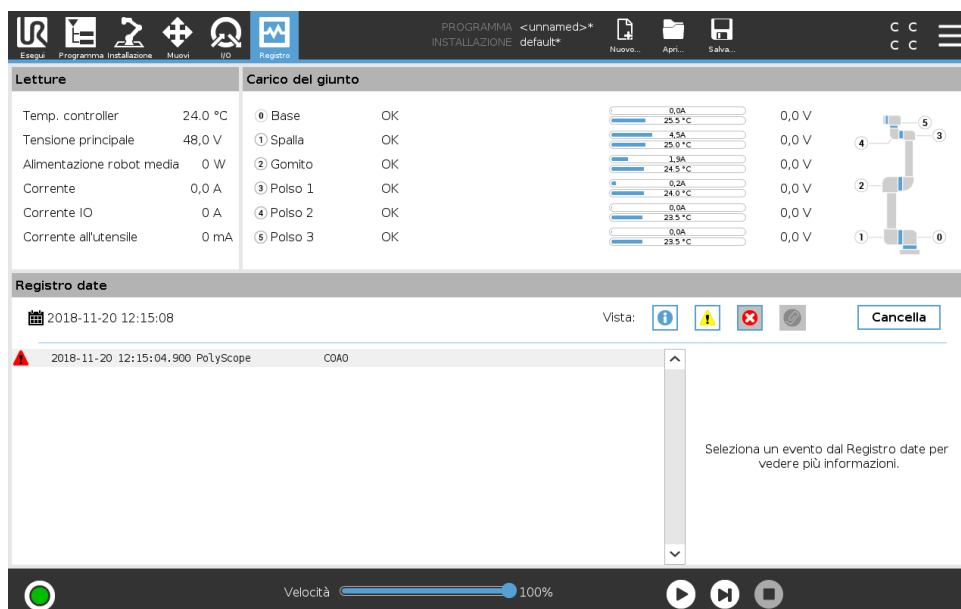 PROGRAMMA <unnamed>*
INSTALLAZIONE default*
Esegui Programma Installazione Muovi I/O Registro
Nuovo... Apri... Salva...
C C
C C
Letture
Temp. controller 24.0 °C
Tensione principale 48,0 V
Alimentazione robot media 0 W
Corrente 0,0 A
Corrente IO 0 A
Corrente all'utensile 0 mA
Carico del giunto
0 Base OK 0,0A 25.5 °C 0,0 V
1 Spalla OK 4,5A 25.0 °C 0,0 V
2 Gomito OK 1,9A 24.5 °C 0,0 V
3 Polso 1 OK 0,2A 24.0 °C 0,0 V
4 Polso 2 OK 0,0A 23.5 °C 0,0 V
5 Polso 3 OK 0,0A 23.5 °C 0,0 V
5
4 3
2
1 0
Registro date
2018-11-20 12:15:08
Vista:
Cancella
2018-11-20 12:15:04.900 PolyScope C0A0
Seleziona un evento dal Registro date per
vedere più informazioni.
Velocità 100%